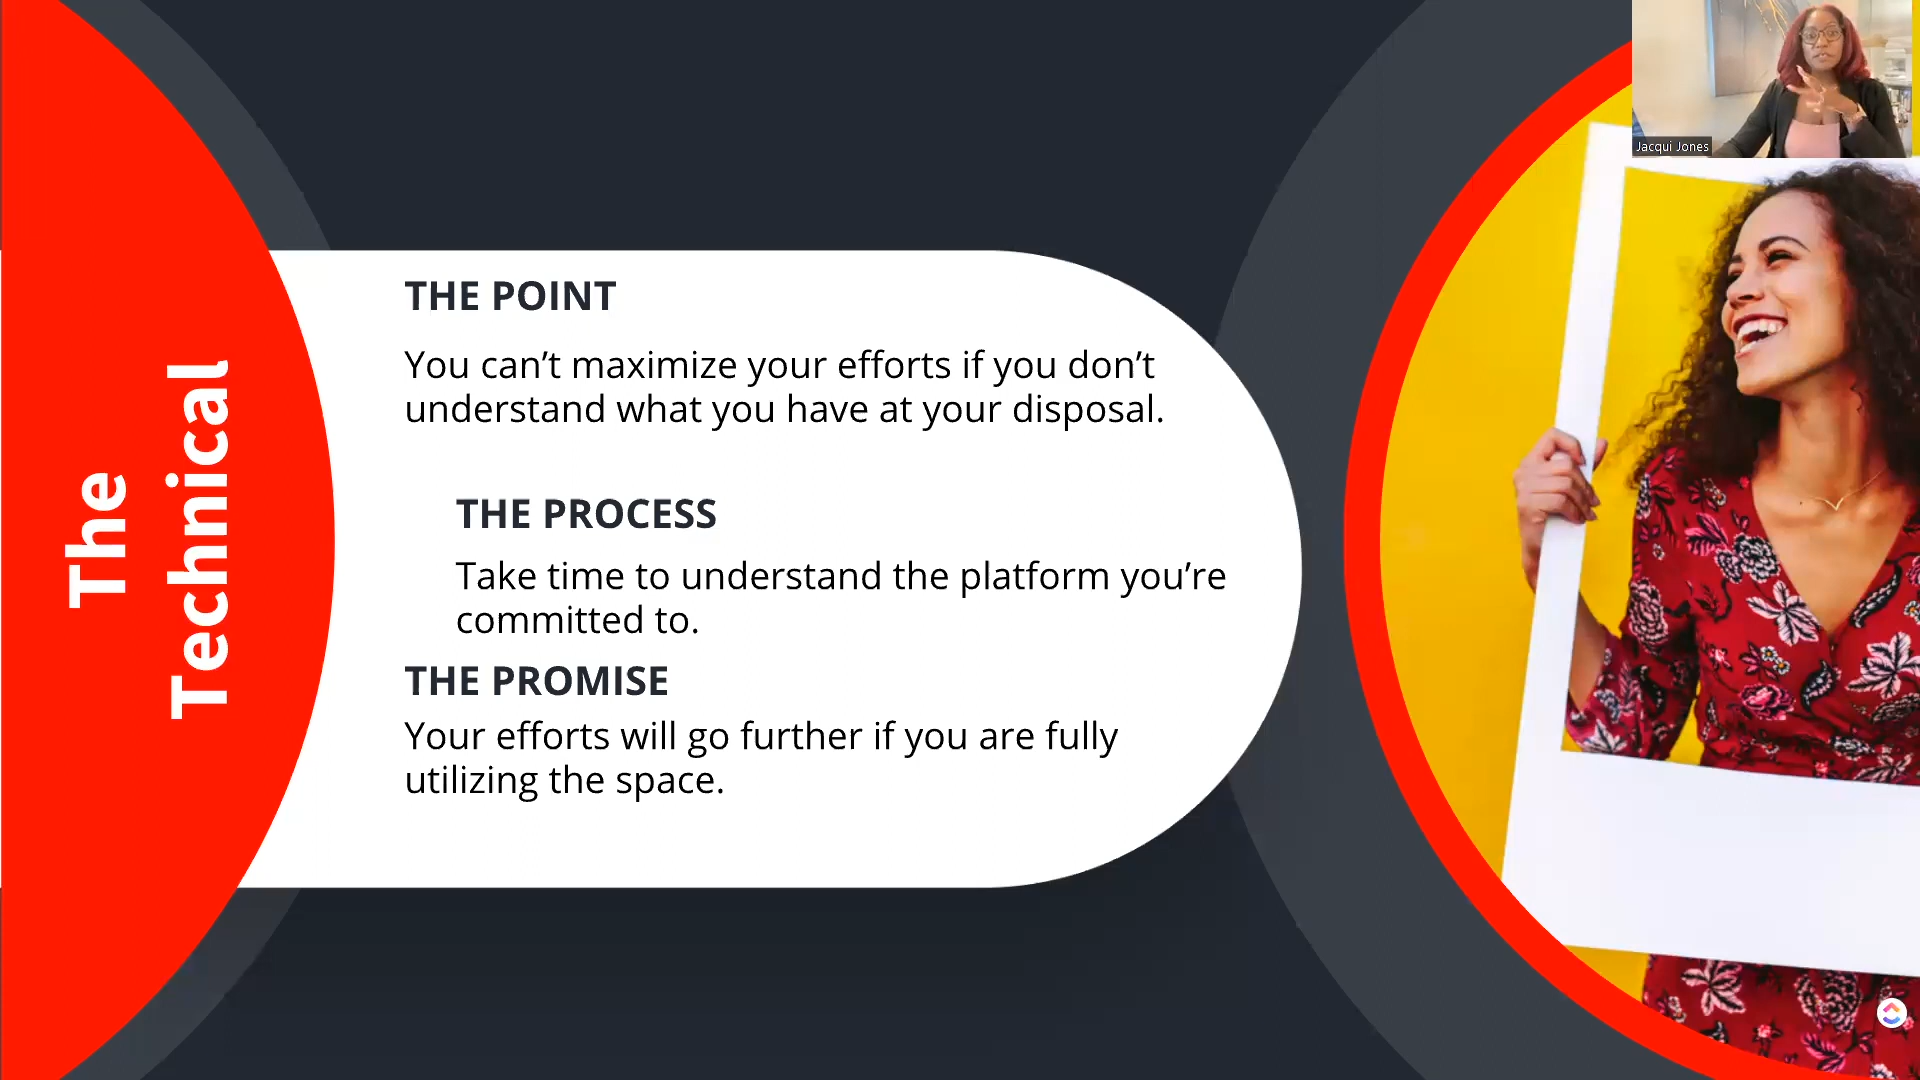 The
Technical
THE POINT
You can’t maximize your efforts if you don’t
understand what you have at your disposal.
THE PROCESS
Take time to understand the platform you’re
committed to.
THE PROMISE
Your efforts will go further if you are fully
utilizing the space.
Jacqui Jones